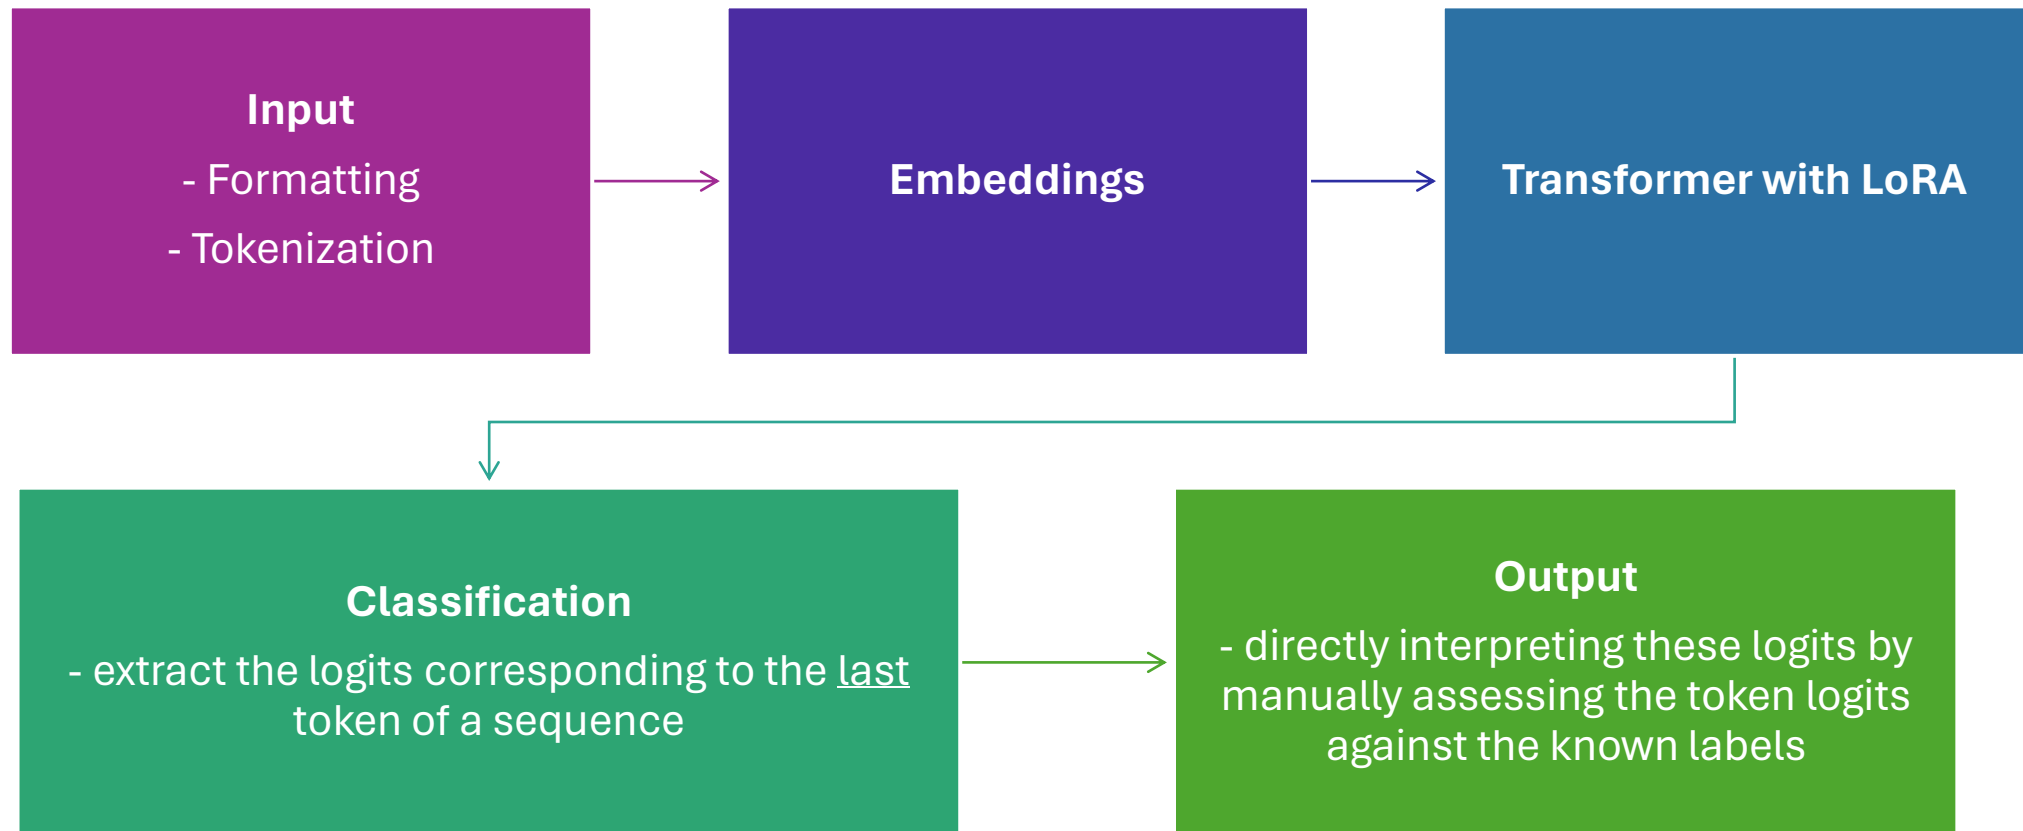 Input
- Formatting
- Tokenization
Embeddings
Transformer with LoRA
Classification
- extract the logits corresponding to the last
token of a sequence
Output
- directly interpreting these logits by
manually assessing the token logits
against the known labels